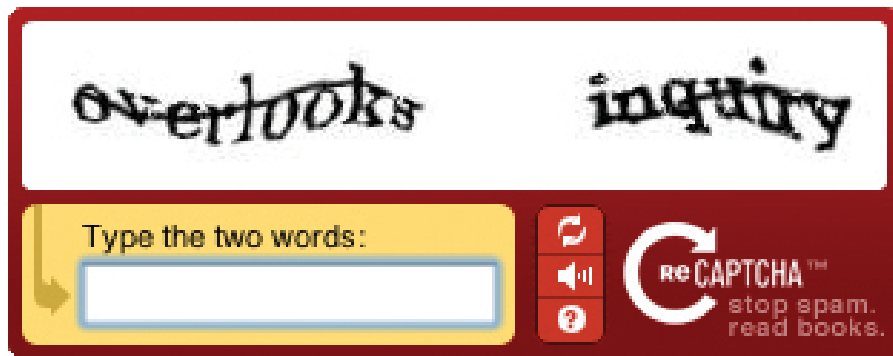 overlooks inquiry
Type the two words:
ReCAPTCHA™
stop spam.
read books.